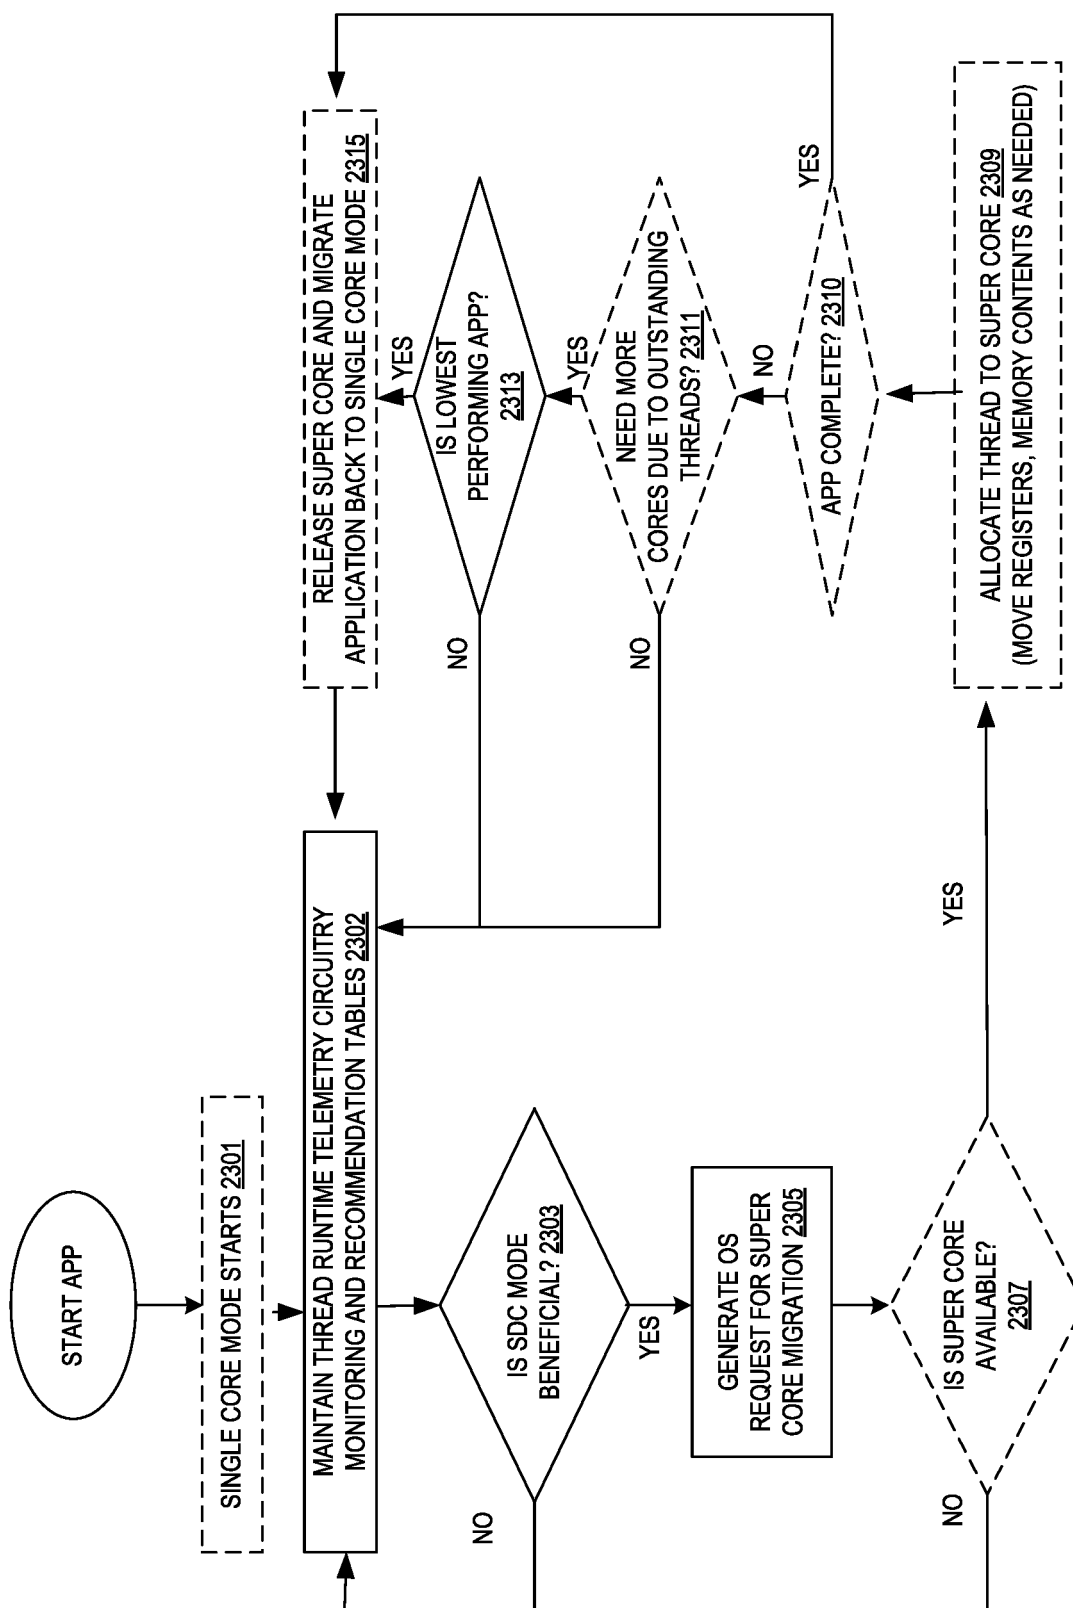 START APP
SINGLE CORE MODE STARTS 2301
MAINTAIN THREAD RUNTIME TELEMETRY CIRCUITRY
MONITORING AND RECOMMENDATION TABLES 2302
IS SDC MODE
BENEFICIAL? 2303
NO
YES
GENERATE OS
REQUEST FOR SUPER
CORE MIGRATION 2305
IS SUPER CORE
AVAILABLE?
2307
NO
YES
ALLOCATE THREAD TO SUPER CORE 2309
(MOVE REGISTERS, MEMORY CONTENTS AS NEEDED)
APP COMPLETE? 2310
YES
NO
NEED MORE
CORES DUE TO OUTSTANDING
THREADS? 2311
NO
YES
IS LOWEST
PERFORMING APP?
2313
NO
YES
RELEASE SUPER CORE AND MIGRATE
APPLICATION BACK TO SINGLE CORE MODE 2315